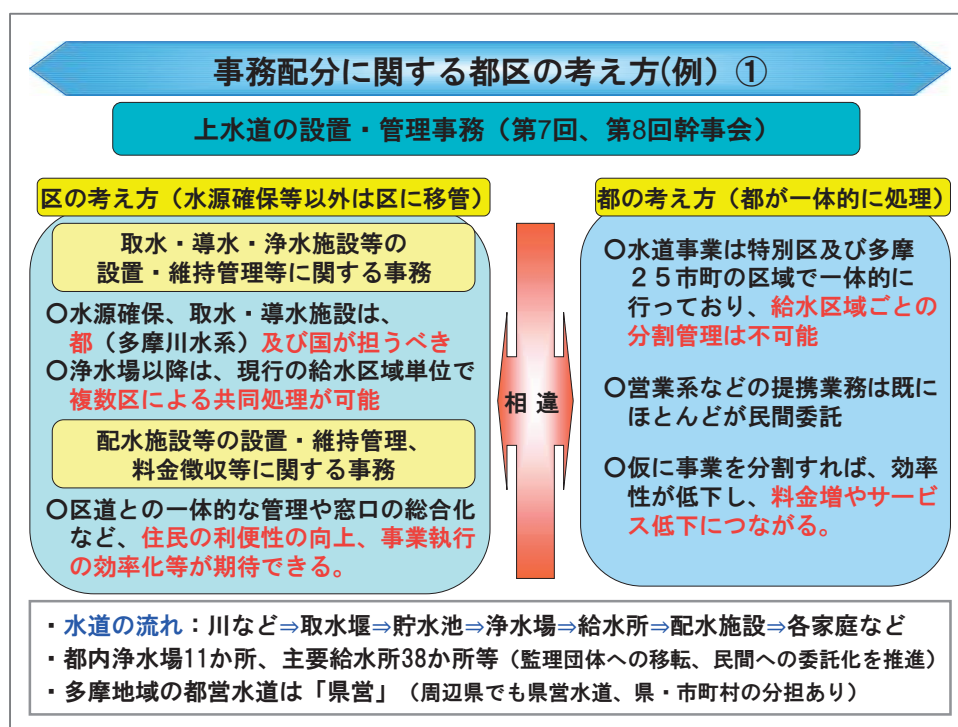 事務配分に関する都区の考え方(例）①
上水道の設置・管理事務（第7回、第8回幹事会）
区の考え方（水源確保等以外は区に移管）
取水・導水・浄水施設等の
設置・維持管理等に関する事務
○水源確保、取水・導水施設は、
都（多摩川水系）及び国が担うべき
○浄水場以降は、現行の給水区域単位で
複数区による共同処理が可能
配水施設等の設置・維持管理、
料金徴収等に関する事務
○区道との一体的な管理や窓口の総合化
など、住民の利便性の向上、事業執行
の効率化等が期待できる。
相違
都の考え方（都が一体的に処理）
○水道事業は特別区及び多摩
２５市町の区域で一体的に
行っており、給水区域ごとの
分割管理は不可能
○営業系などの提携業務は既に
ほとんどが民間委託
○仮に事業を分割すれば、効率
性が低下し、料金増やサービ
ス低下につながる。
・水道の流れ：川など⇒取水堰⇒貯水池⇒浄水場⇒給水所⇒配水施設⇒各家庭など
・都内浄水場11か所、主要給水所38か所等（監理団体への移転、民間への委託化を推進）
・多摩地域の都営水道は「県営」（周辺県でも県営水道、県・市町村の分担あり）